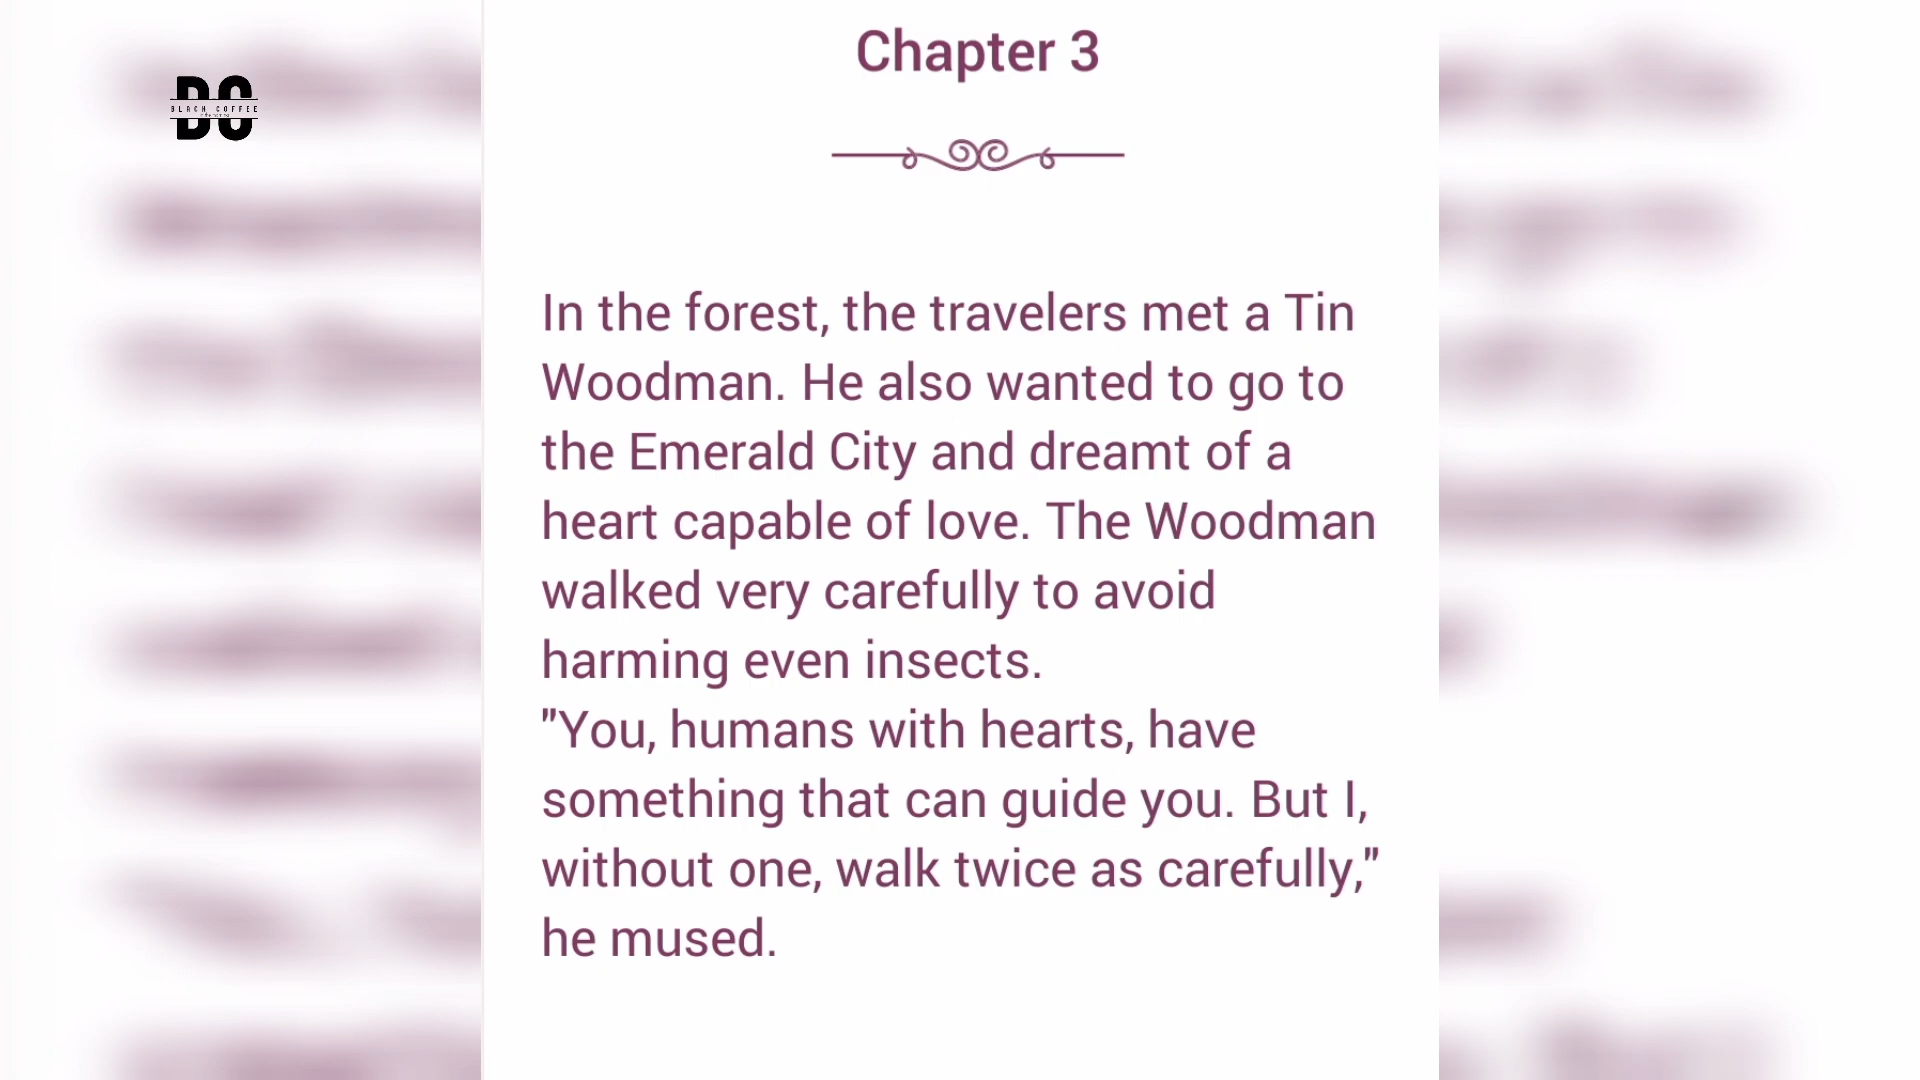 Chapter 3
BLACK COFFEE
In the forest, the travelers met a Tin
Woodman. He also wanted to go to
the Emerald City and dreamt of a
heart capable of love. The Woodman
walked very carefully to avoid
harming even insects.
"You, humans with hearts, have
something that can guide you. But I,
without one, walk twice as carefully,"
he mused.